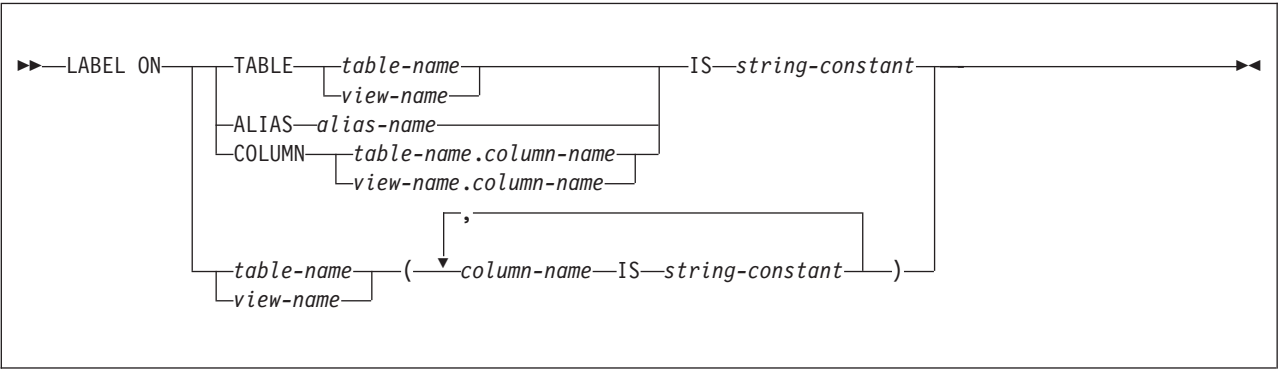 LABEL ON TABLE table-name IS string-constant
view-name
ALIAS alias-name
COLUMN table-name.column-name
view-name.column-name
,
table-name ( column-name IS string-constant )
view-name